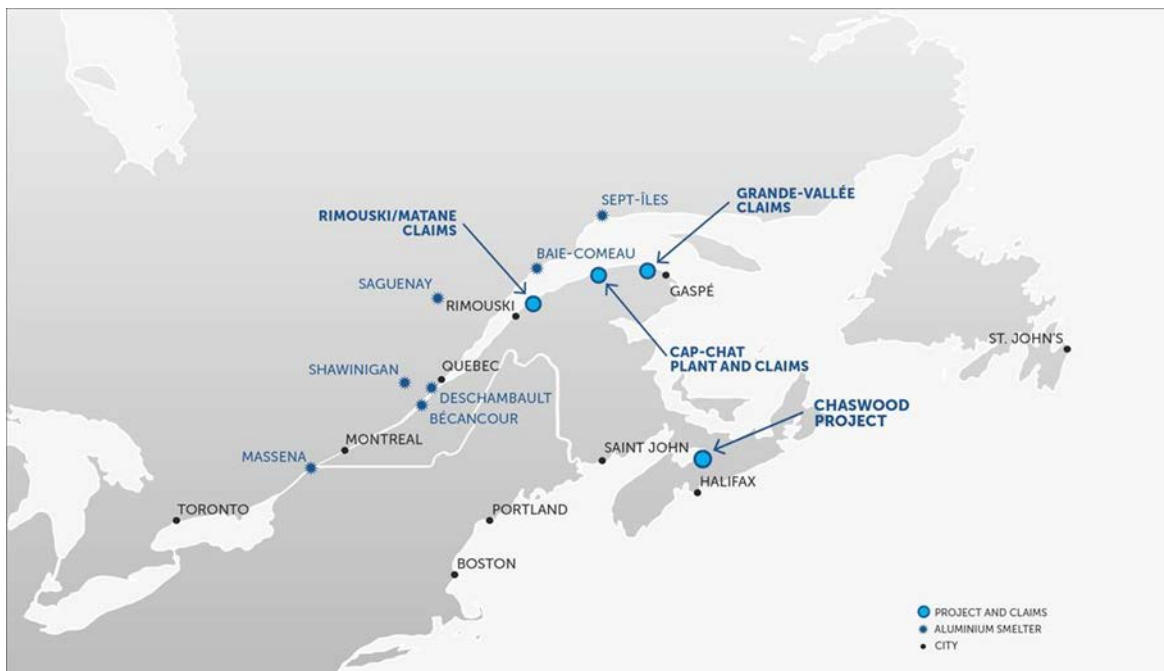 GRANDE-VALLÉE
CLAIMS
SEPT-ÎLES
RIMOUSKI/MATANE
CLAIMS
BAIE-COMEAU
SAGUENAY
GASPÉ
RIMOUSKI
ST. JOHN'S
CAP-CHAT
PLANT AND CLAIMS
SHAWINIGAN
QUEBEC
DESCHAMBAULT
BÉCANCOUR
CHASWOOD
PROJECT
MONTREAL
SAINT JOHN
MASSENA
HALIFAX
TORONTO
PORTLAND
BOSTON
PROJECT AND CLAIMS
ALUMINIUM SMELTER
CITY